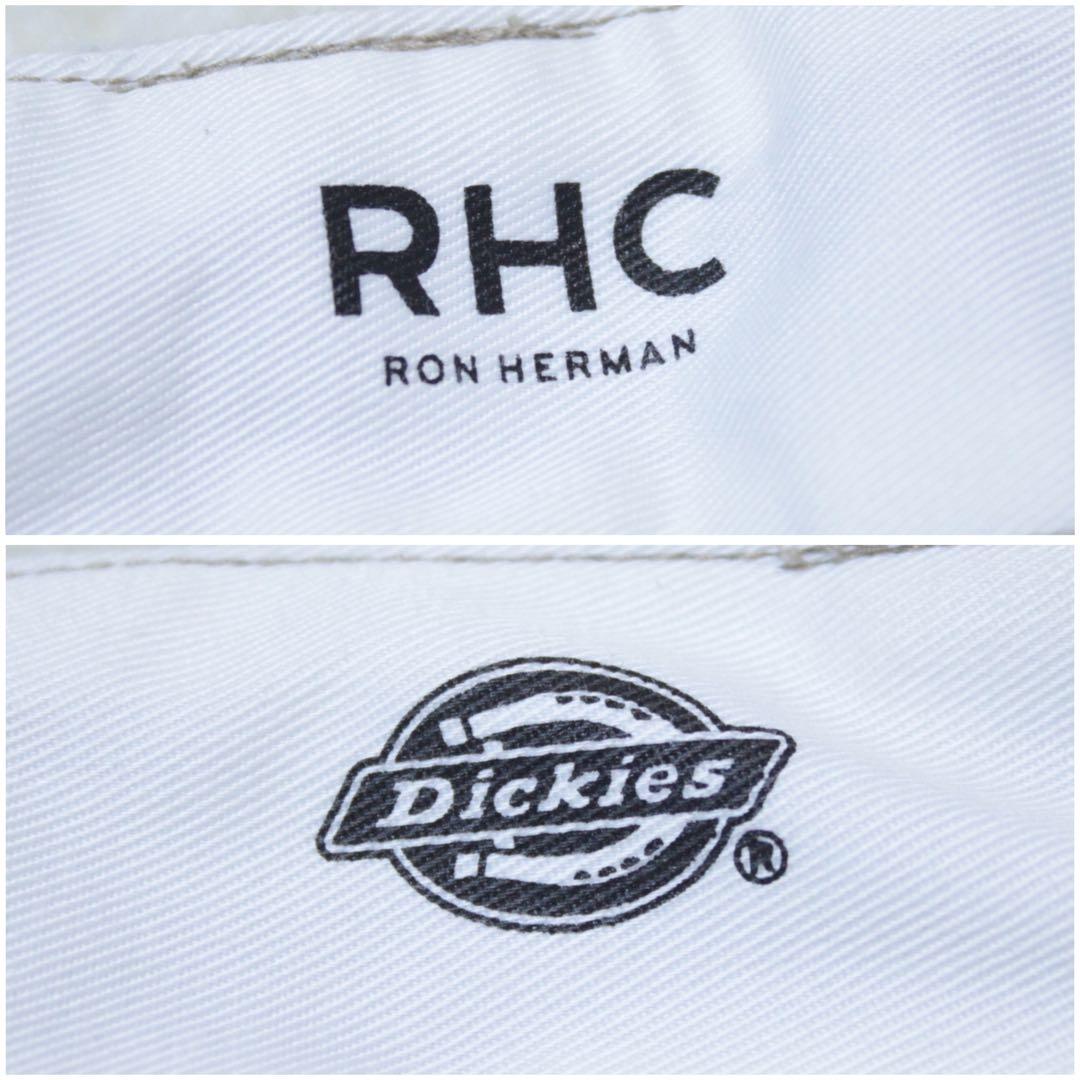 RHC
RON HERMAN
Dickies
®